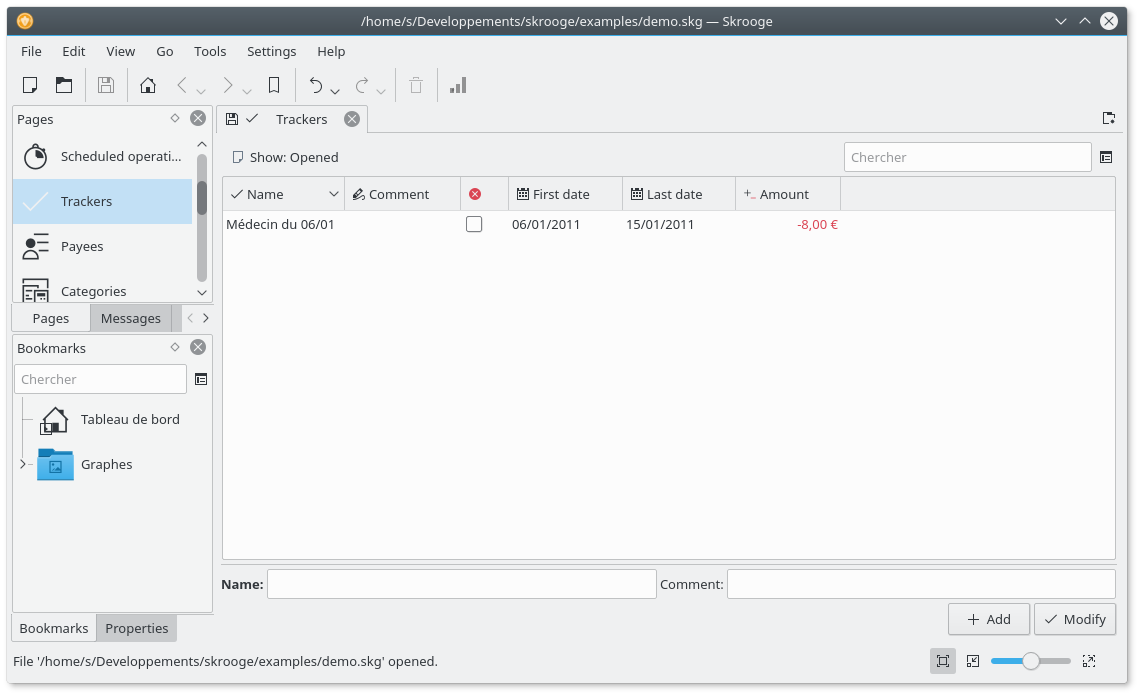 /home/s/Developpements/skrooge/examples/demo.skg — Skrooge
File Edit View Go Tools Settings Help
Pages
Scheduled operati...
Trackers
Payees
Categories
Pages Messages
Bookmarks
Chercher
Tableau de bord
Graphes
Bookmarks Properties
Trackers
Show: Opened
Chercher
Name Comment First date Last date Amount
Médecin du 06/01 06/01/2011 15/01/2011 -8,00 €
Name: Comment:
Add Modify
File '/home/s/Developpements/skrooge/examples/demo.skg' opened.